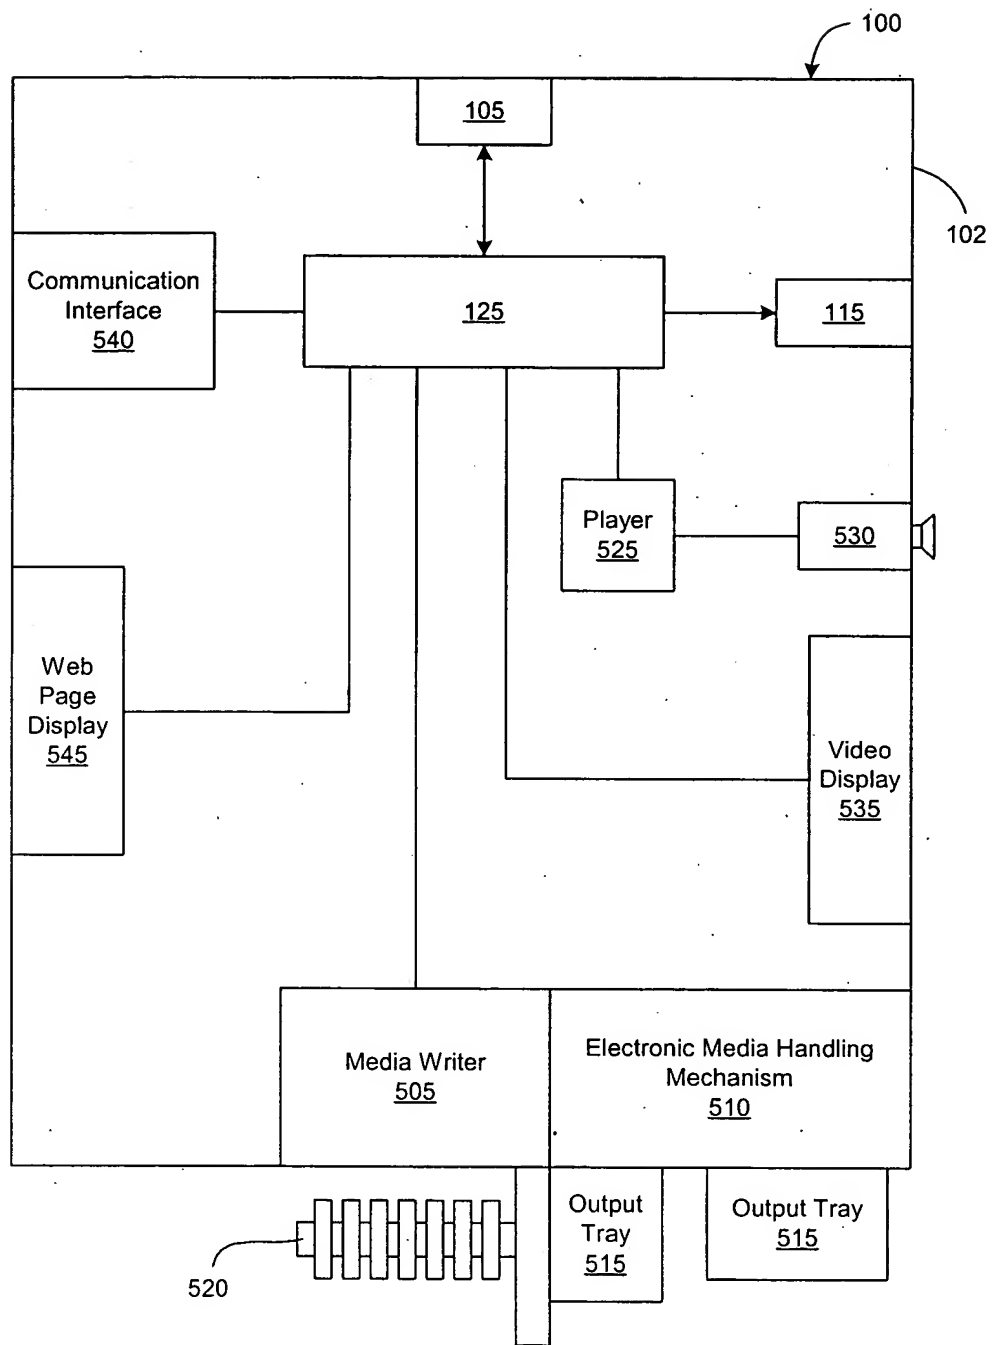 100
105
102
Communication
Interface
540
125
115
Player
525
530
Web
Page
Display
545
Video
Display
535
Media Writer
505
Electronic Media Handling
Mechanism
510
Output
Tray
515
Output Tray
515
520